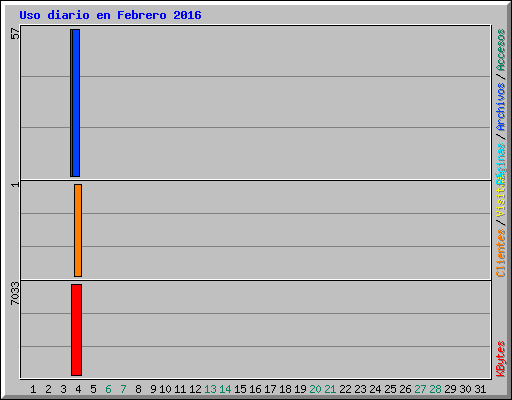 Uso diario en Febrero 2016
57
1
7033
Accesos / Archivos / Páginas
Clientes / Visitas
KBytes
1 2 3 4 5 6 7 8 9 10 11 12 13 14 15 16 17 18 19 20 21 22 23 24 25 26 27 28 29 30 31